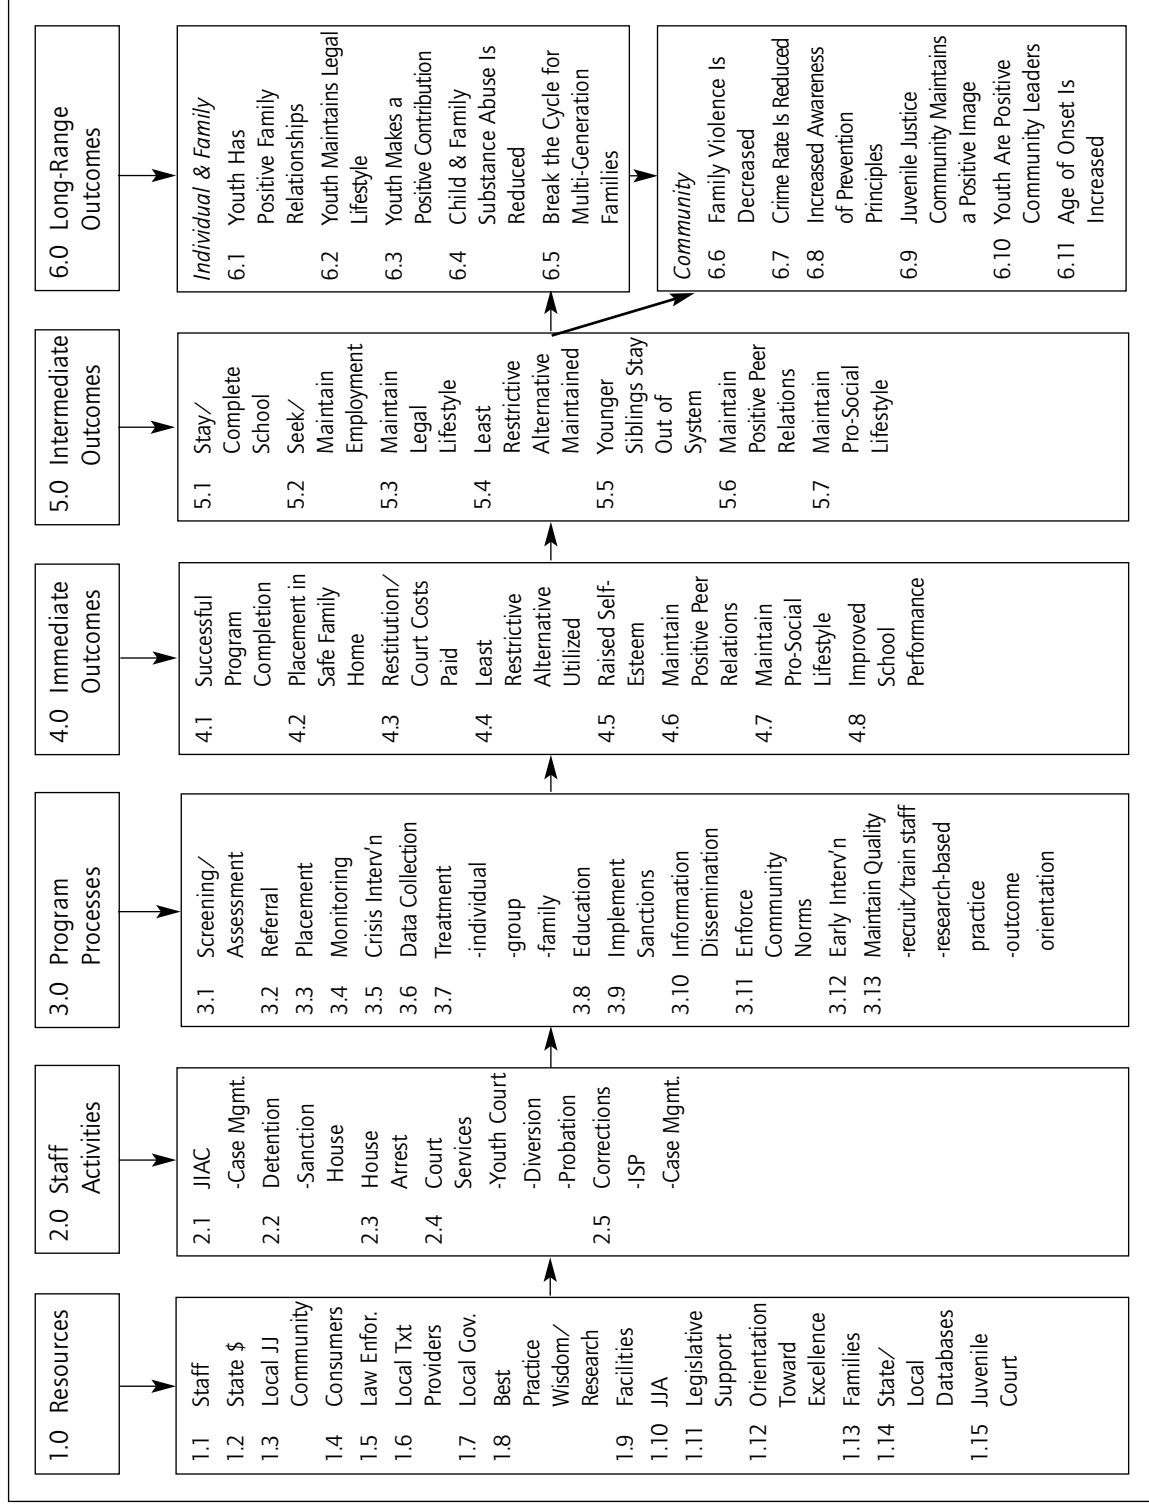 1.0 Resources
1.1 Staff
1.2 State $
1.3 Local JJ
Community
1.4 Consumers
1.5 Law Enfor.
1.6 Local Txt
Providers
1.7 Local Gov.
1.8 Best
Practice
Wisdom/
Research
1.9 Facilities
1.10 JJA
1.11 Legislative
Support
1.12 Orientation
Toward
Excellence
1.13 Families
1.14 State/
Local
Databases
1.15 Juvenile
Court
2.0 Staff
Activities
2.1 JIAC
-Case Mgmt.
2.2 Detention
-Sanction
House
2.3 House
Arrest
2.4 Court
Services
-Youth Court
-Diversion
-Probation
2.5 Corrections
-ISP
-Case Mgmt.
3.0 Program
Processes
3.1 Screening/
Assessment
3.2 Referral
3.3 Placement
3.4 Monitoring
3.5 Crisis Interv'n
3.6 Data Collection
3.7 Treatment
-individual
-group
-family
3.8 Education
3.9 Implement
Sanctions
3.10 Information
Dissemination
3.11 Enforce
Community
Norms
3.12 Early Interv'n
3.13 Maintain Quality
-recruit/train staff
-research-based
practice
-outcome
orientation
4.0 Immediate
Outcomes
4.1 Successful
Program
Completion
4.2 Placement in
Safe Family
Home
4.3 Restitution/
Court Costs
Paid
4.4 Least
Restrictive
Alternative
Utilized
4.5 Raised Self-
Esteem
4.6 Maintain
Positive Peer
Relations
4.7 Maintain
Pro-Social
Lifestyle
4.8 Improved
School
Performance
5.0 Intermediate
Outcomes
5.1 Stay/
Complete
School
5.2 Seek/
Maintain
Employment
5.3 Maintain
Legal
Lifestyle
5.4 Least
Restrictive
Alternative
Maintained
5.5 Younger
Siblings Stay
Out of
System
5.6 Maintain
Positive Peer
Relations
5.7 Maintain
Pro-Social
Lifestyle
6.0 Long-Range
Outcomes
Individual & Family
6.1 Youth Has
Positive Family
Relationships
6.2 Youth Maintains Legal
Lifestyle
6.3 Youth Makes a
Positive Contribution
6.4 Child & Family
Substance Abuse Is
Reduced
6.5 Break the Cycle for
Multi-Generation
Families
Community
6.6 Family Violence Is
Decreased
6.7 Crime Rate Is Reduced
6.8 Increased Awareness
of Prevention
Principles
6.9 Juvenile Justice
Community Maintains
a Positive Image
6.10 Youth Are Positive
Community Leaders
6.11 Age of Onset Is
Increased